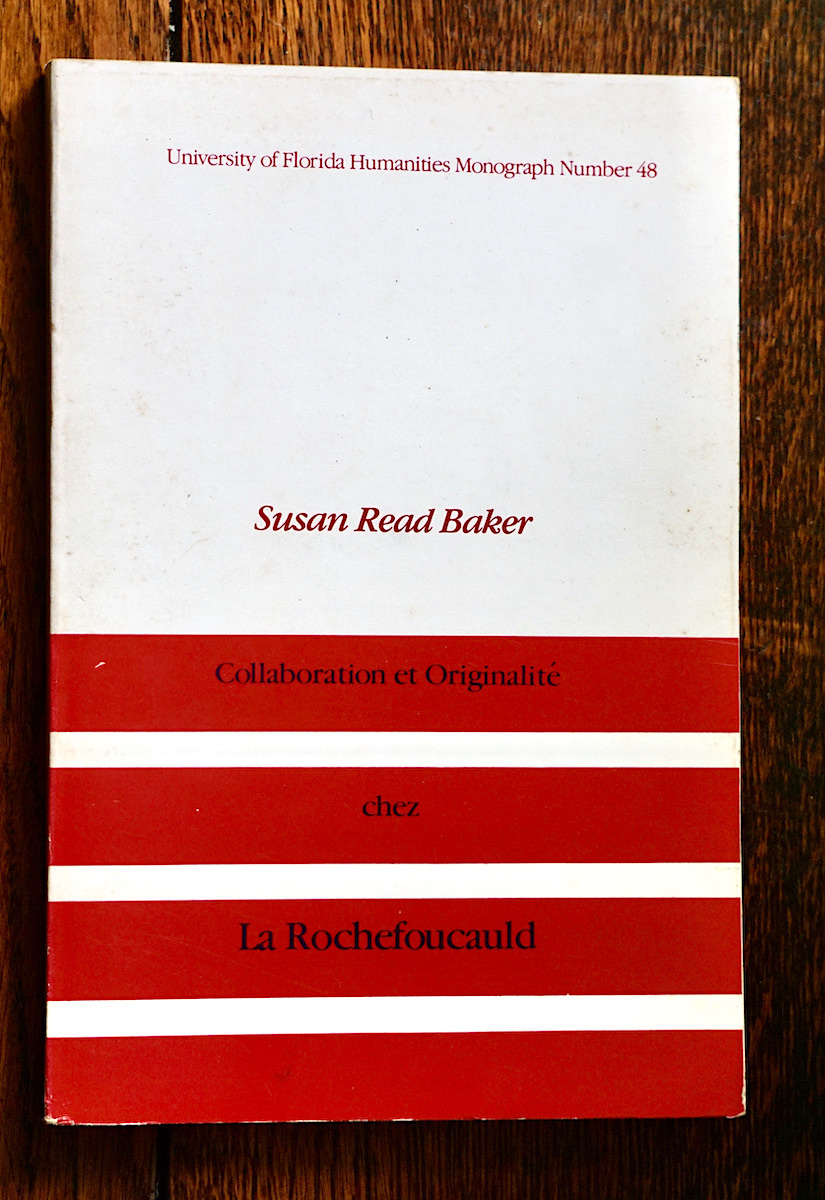 University of Florida Humanities Monograph Number 48
Susan Read Baker
Collaboration et Originalité
chez
La Rochefoucauld